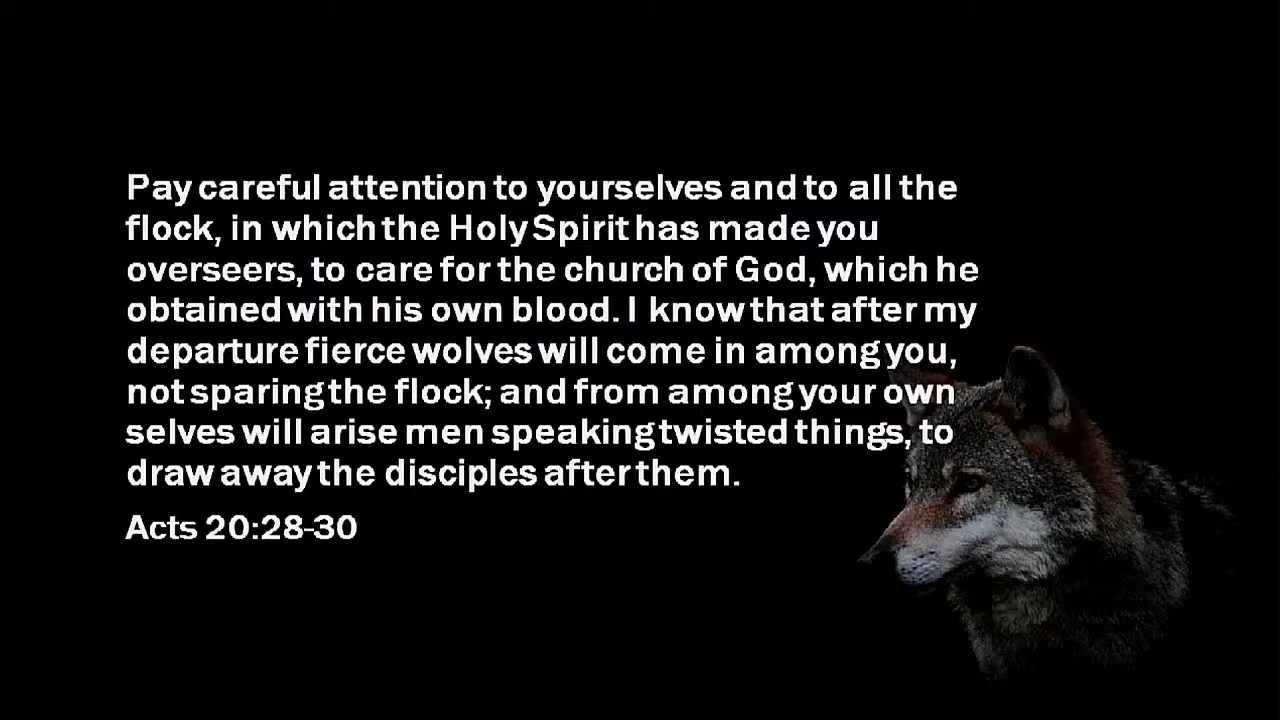 Pay careful attention to yourselves and to all the
flock, in which the Holy Spirit has made you
overseers, to care for the church of God, which he
obtained with his own blood. I know that after my
departure fierce wolves will come in among you,
not sparing the flock; and from among your own
selves will arise men speaking twisted things, to
draw away the disciples after them.
Acts 20:28-30